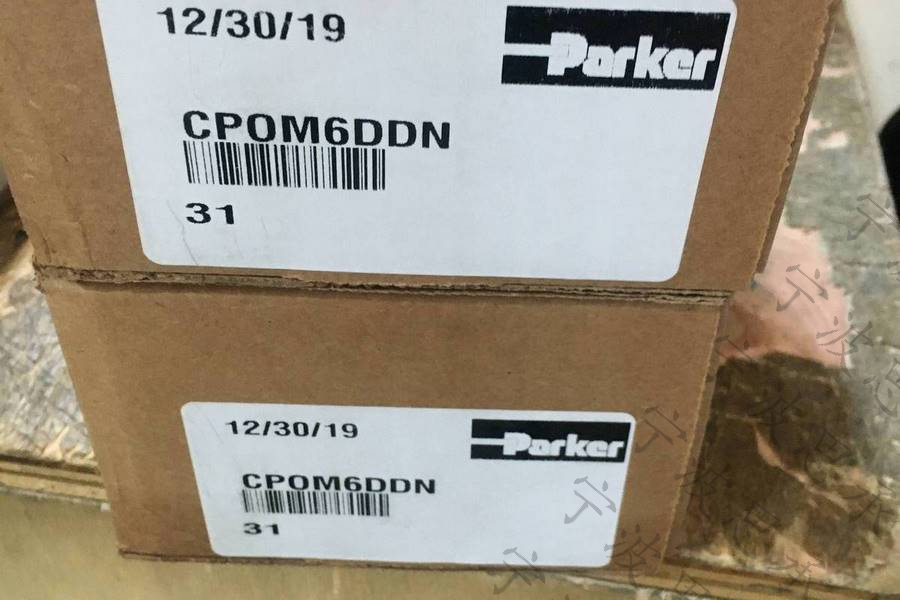 12/30/19
Parker
CPOM6DDN
31
12/30/19
Parker
CPOM6DDN
31